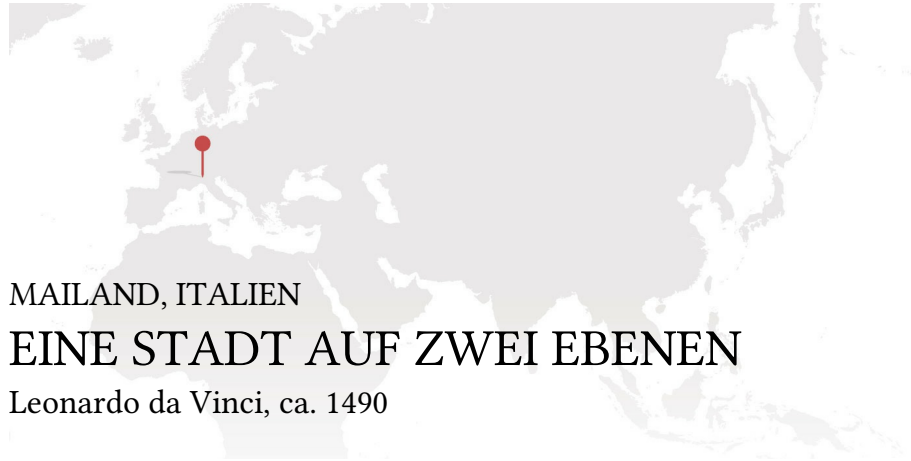 MAILAND, ITALIEN
EINE STADT AUF ZWEI EBENEN
Leonardo da Vinci, ca. 1490